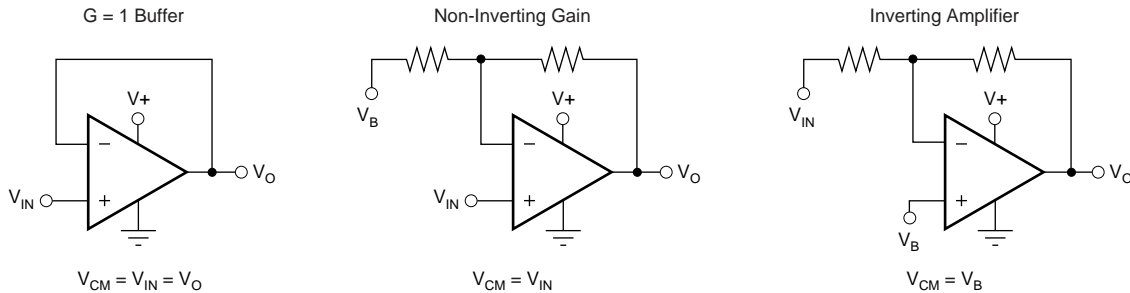 G = 1 Buffer
V+
−
+
V_IN
V_O
V_CM = V_IN = V_O
Non-Inverting Gain
V_B
V+
−
+
V_IN
V_O
V_CM = V_IN
Inverting Amplifier
V_IN
V+
−
+
V_B
V_O
V_CM = V_B